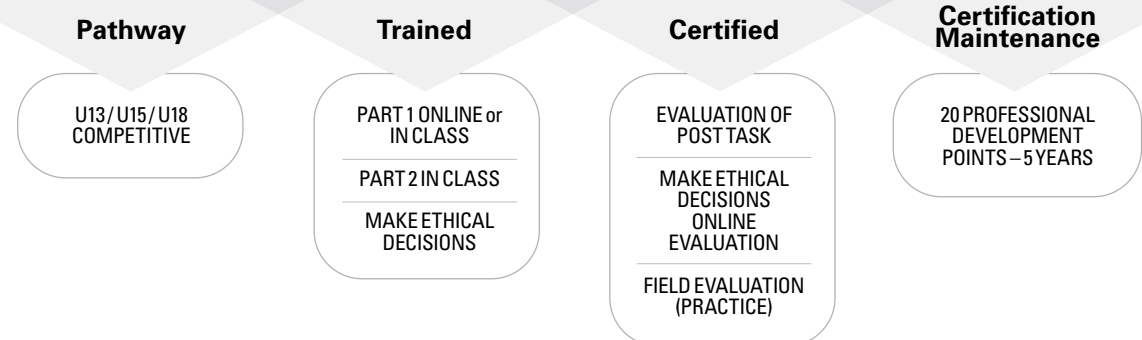 Pathway
U13 / U15 / U18
COMPETITIVE
Trained
PART 1 ONLINE or
IN CLASS
PART 2 IN CLASS
MAKE ETHICAL
DECISIONS
Certified
EVALUATION OF
POST TASK
MAKE ETHICAL
DECISIONS
ONLINE
EVALUATION
FIELD EVALUATION
(PRACTICE)
Certification
Maintenance
20 PROFESSIONAL
DEVELOPMENT
POINTS – 5 YEARS